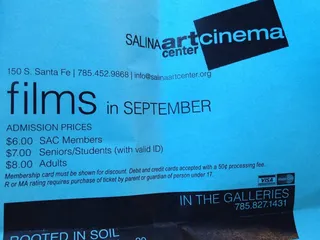 SALINA art cinema
center
150 S. Santa Fe | 785.452.9868 | info@salinaartcenter.org
films in SEPTEMBER
ADMISSION PRICES
$6.00 SAC Members
$7.00 Seniors/Students (with valid ID)
$8.00 Adults
Membership card must be shown for discount. Debit and credit cards accepted with a 50¢ processing fee.
R or MA rating requires purchase of ticket by parent or guardian of person under 17.
VISA
IN THE GALLERIES
785.827.1431
ROOTED IN SOIL